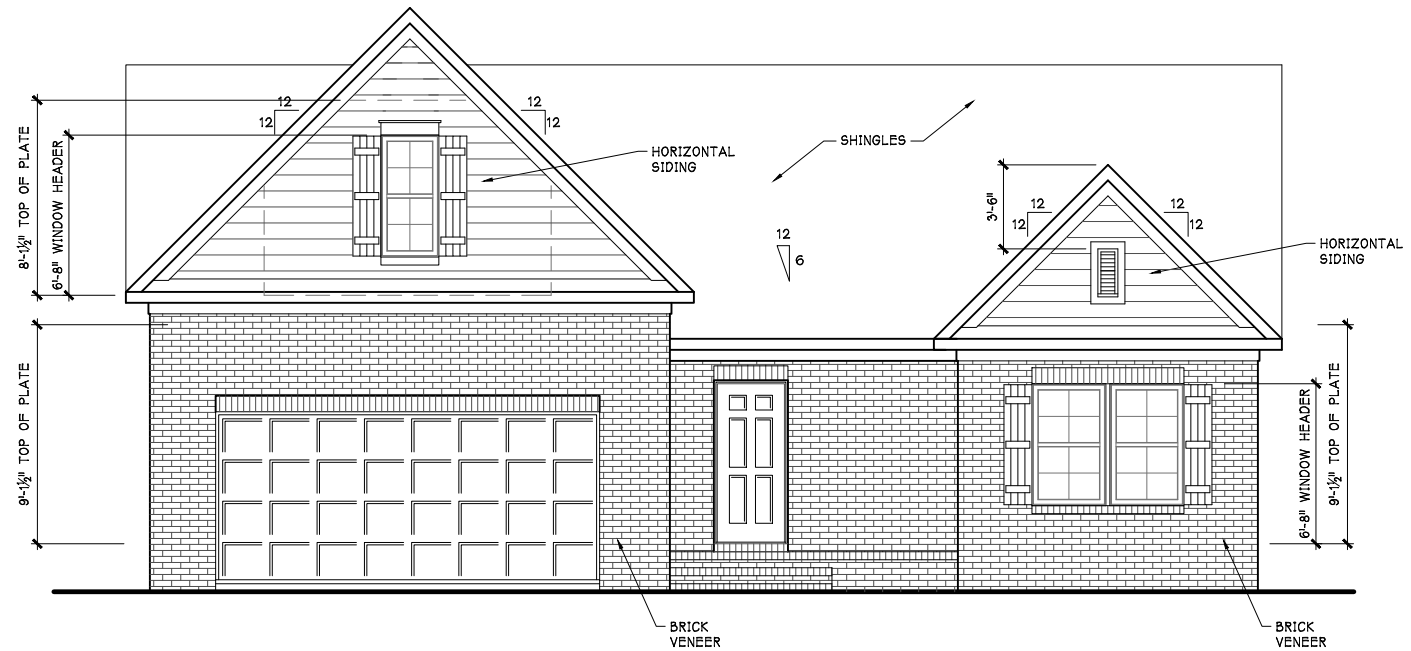 12
12
12
12
8'-1½" TOP OF PLATE
6'-8" WINDOW HEADER
HORIZONTAL
SIDING
SHINGLES
12
6
3'-6"
12
12
12
12
HORIZONTAL
SIDING
9'-1½" TOP OF PLATE
6'-8" WINDOW HEADER
9'-1½" TOP OF PLATE
BRICK
VENEER
BRICK
VENEER